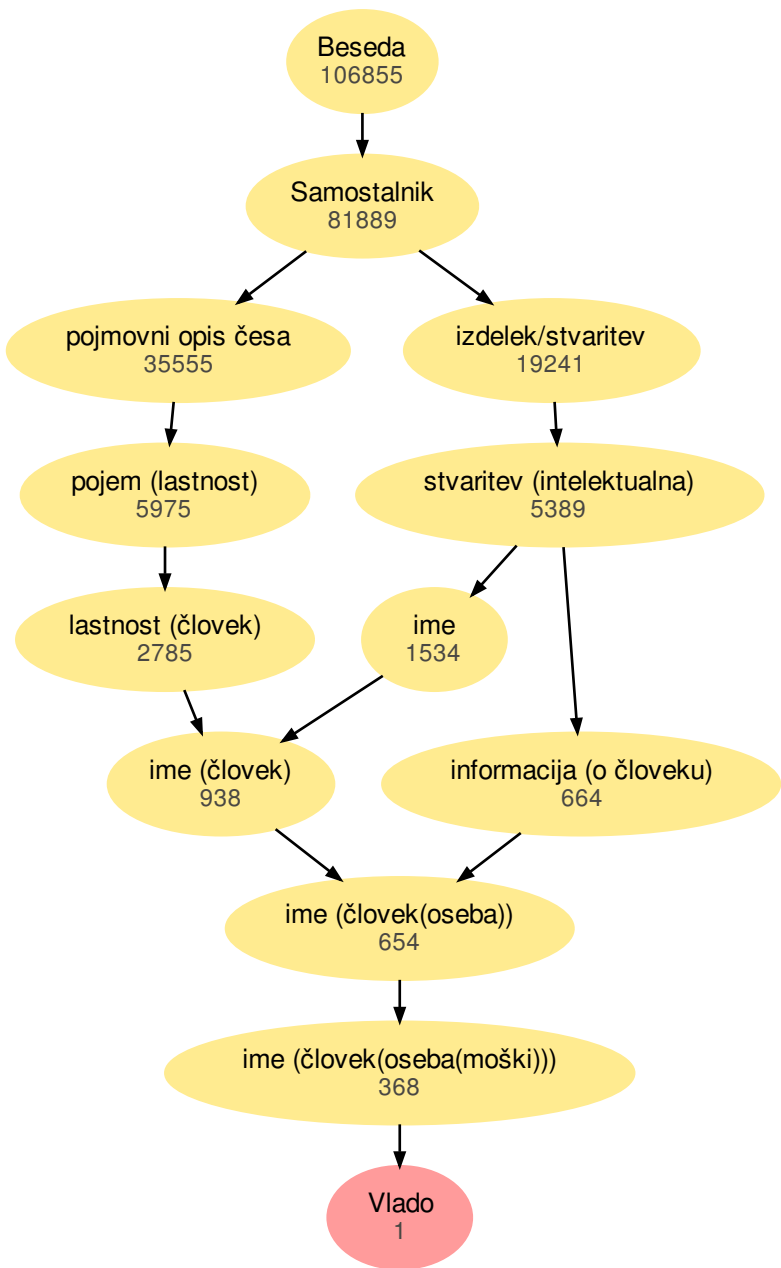 Beseda
106855
Samostalnik
81889
pojmovni opis česa
35555
izdelek/stvaritev
19241
pojem (lastnost)
5975
stvaritev (intelektualna)
5389
lastnost (človek)
2785
ime
1534
ime (človek)
938
informacija (o človeku)
664
ime (človek(oseba))
654
ime (človek(oseba(moški)))
368
Vlado
1